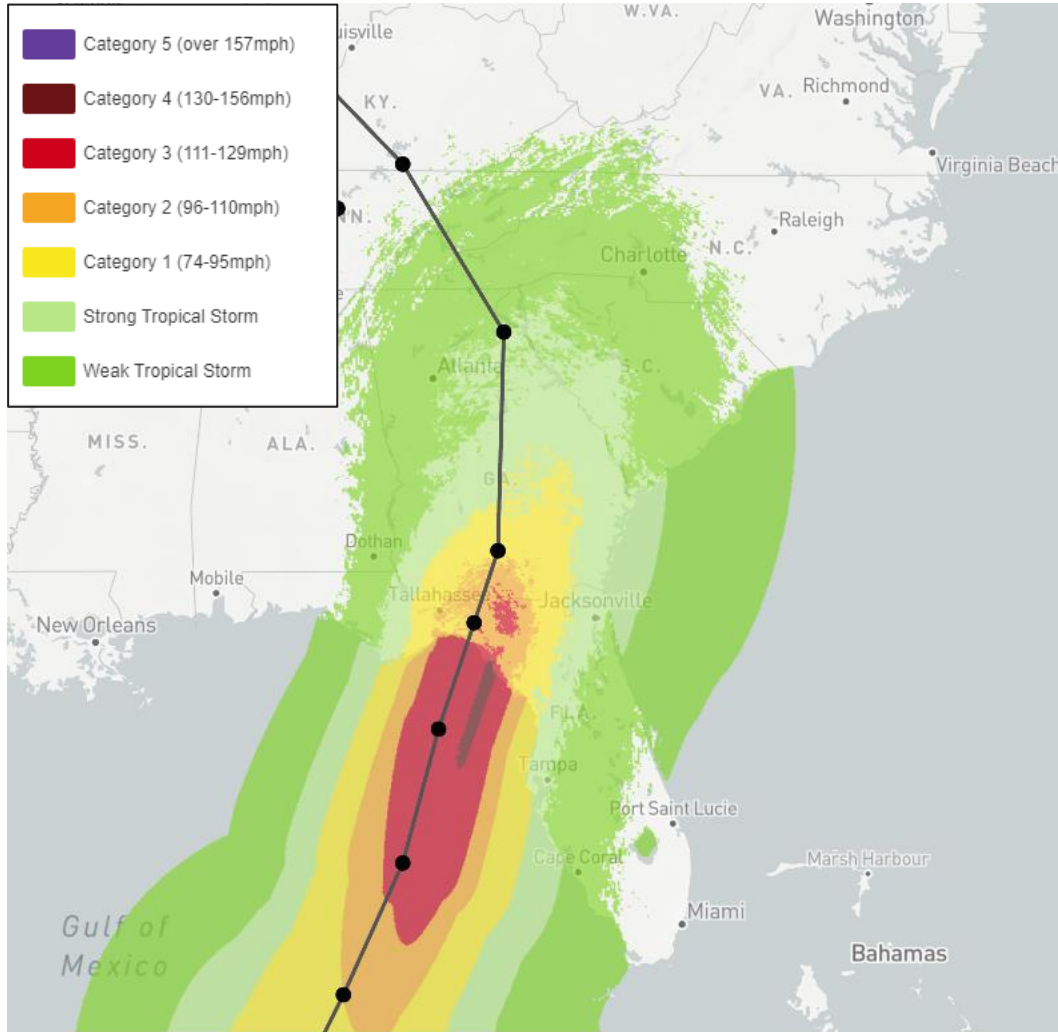 Category 5 (over 157mph)
Category 4 (130-156mph)
Category 3 (111-129mph)
Category 2 (96-110mph)
Category 1 (74-95mph)
Strong Tropical Storm
Weak Tropical Storm
W.VA.
Washington
uisville
KY.
VA.
Richmond
Virginia Beach
NN.
Raleigh
N.C.
Charlotte
Atlanta
S.C.
MISS.
ALA.
GA.
Dothan
Mobile
Tallahassee
Jacksonville
New Orleans
FLA.
Tampa
Port Saint Lucie
Cape Coral
Marsh Harbour
Miami
Gulf of
Mexico
Bahamas